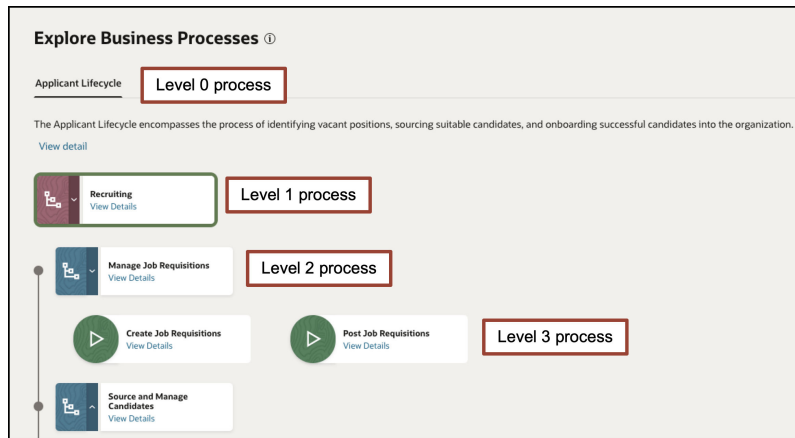 Explore Business Processes ⓘ
Applicant Lifecycle
Level 0 process
The Applicant Lifecycle encompasses the process of identifying vacant positions, sourcing suitable candidates, and onboarding successful candidates into the organization.
View detail
Recruiting
View Details
Level 1 process
Manage Job Requisitions
View Details
Level 2 process
Create Job Requisitions
View Details
Post Job Requisitions
View Details
Level 3 process
Source and Manage
Candidates
View Details